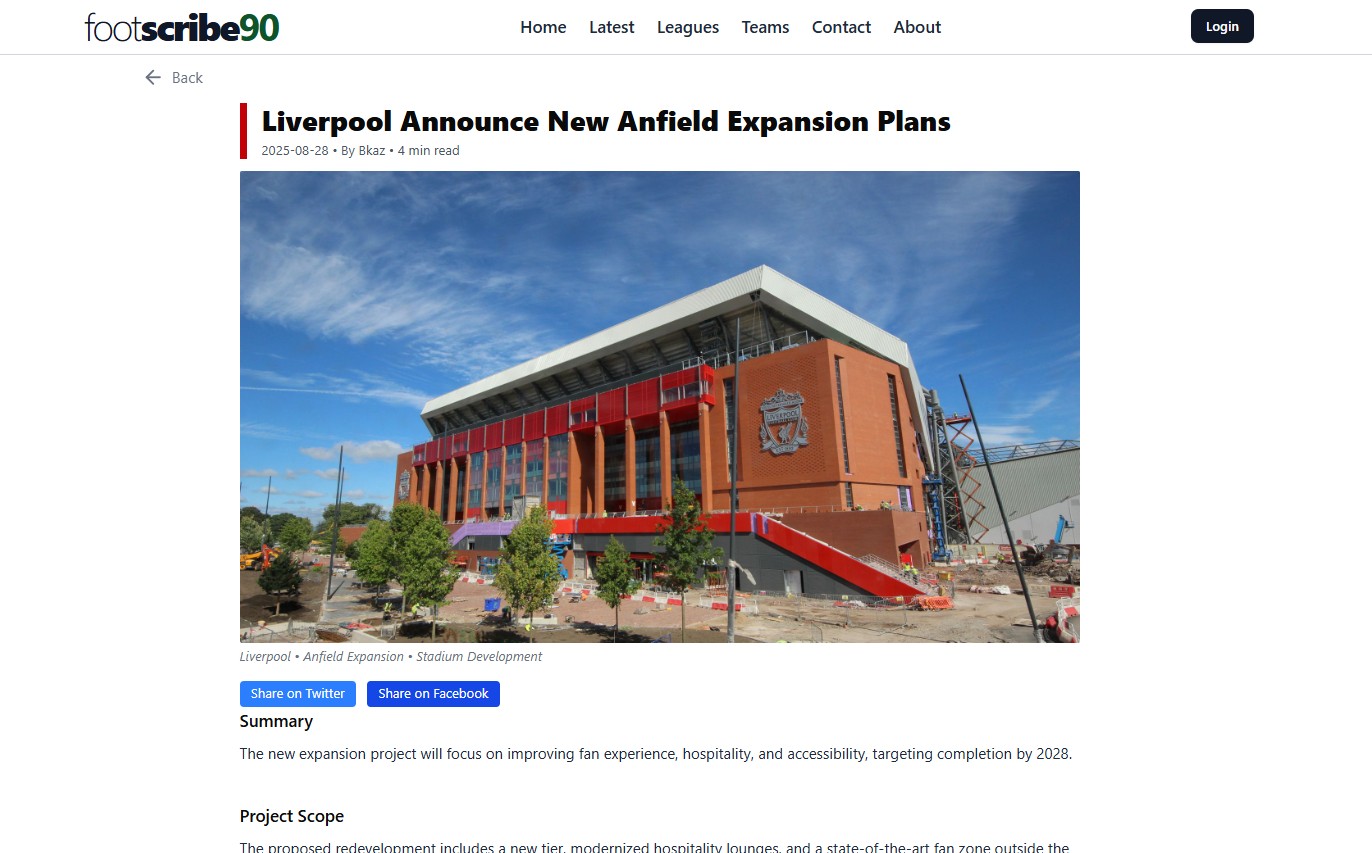 footscribe90
Home Latest Leagues Teams Contact About
Login
Back
Liverpool Announce New Anfield Expansion Plans
2025-08-28 • By Bkaz • 4 min read
LIVERPOOL
Liverpool • Anfield Expansion • Stadium Development
Share on Twitter Share on Facebook
Summary
The new expansion project will focus on improving fan experience, hospitality, and accessibility, targeting completion by 2028.
Project Scope
The proposed redevelopment includes a new tier, modernized hospitality lounges, and a state-of-the-art fan zone outside the